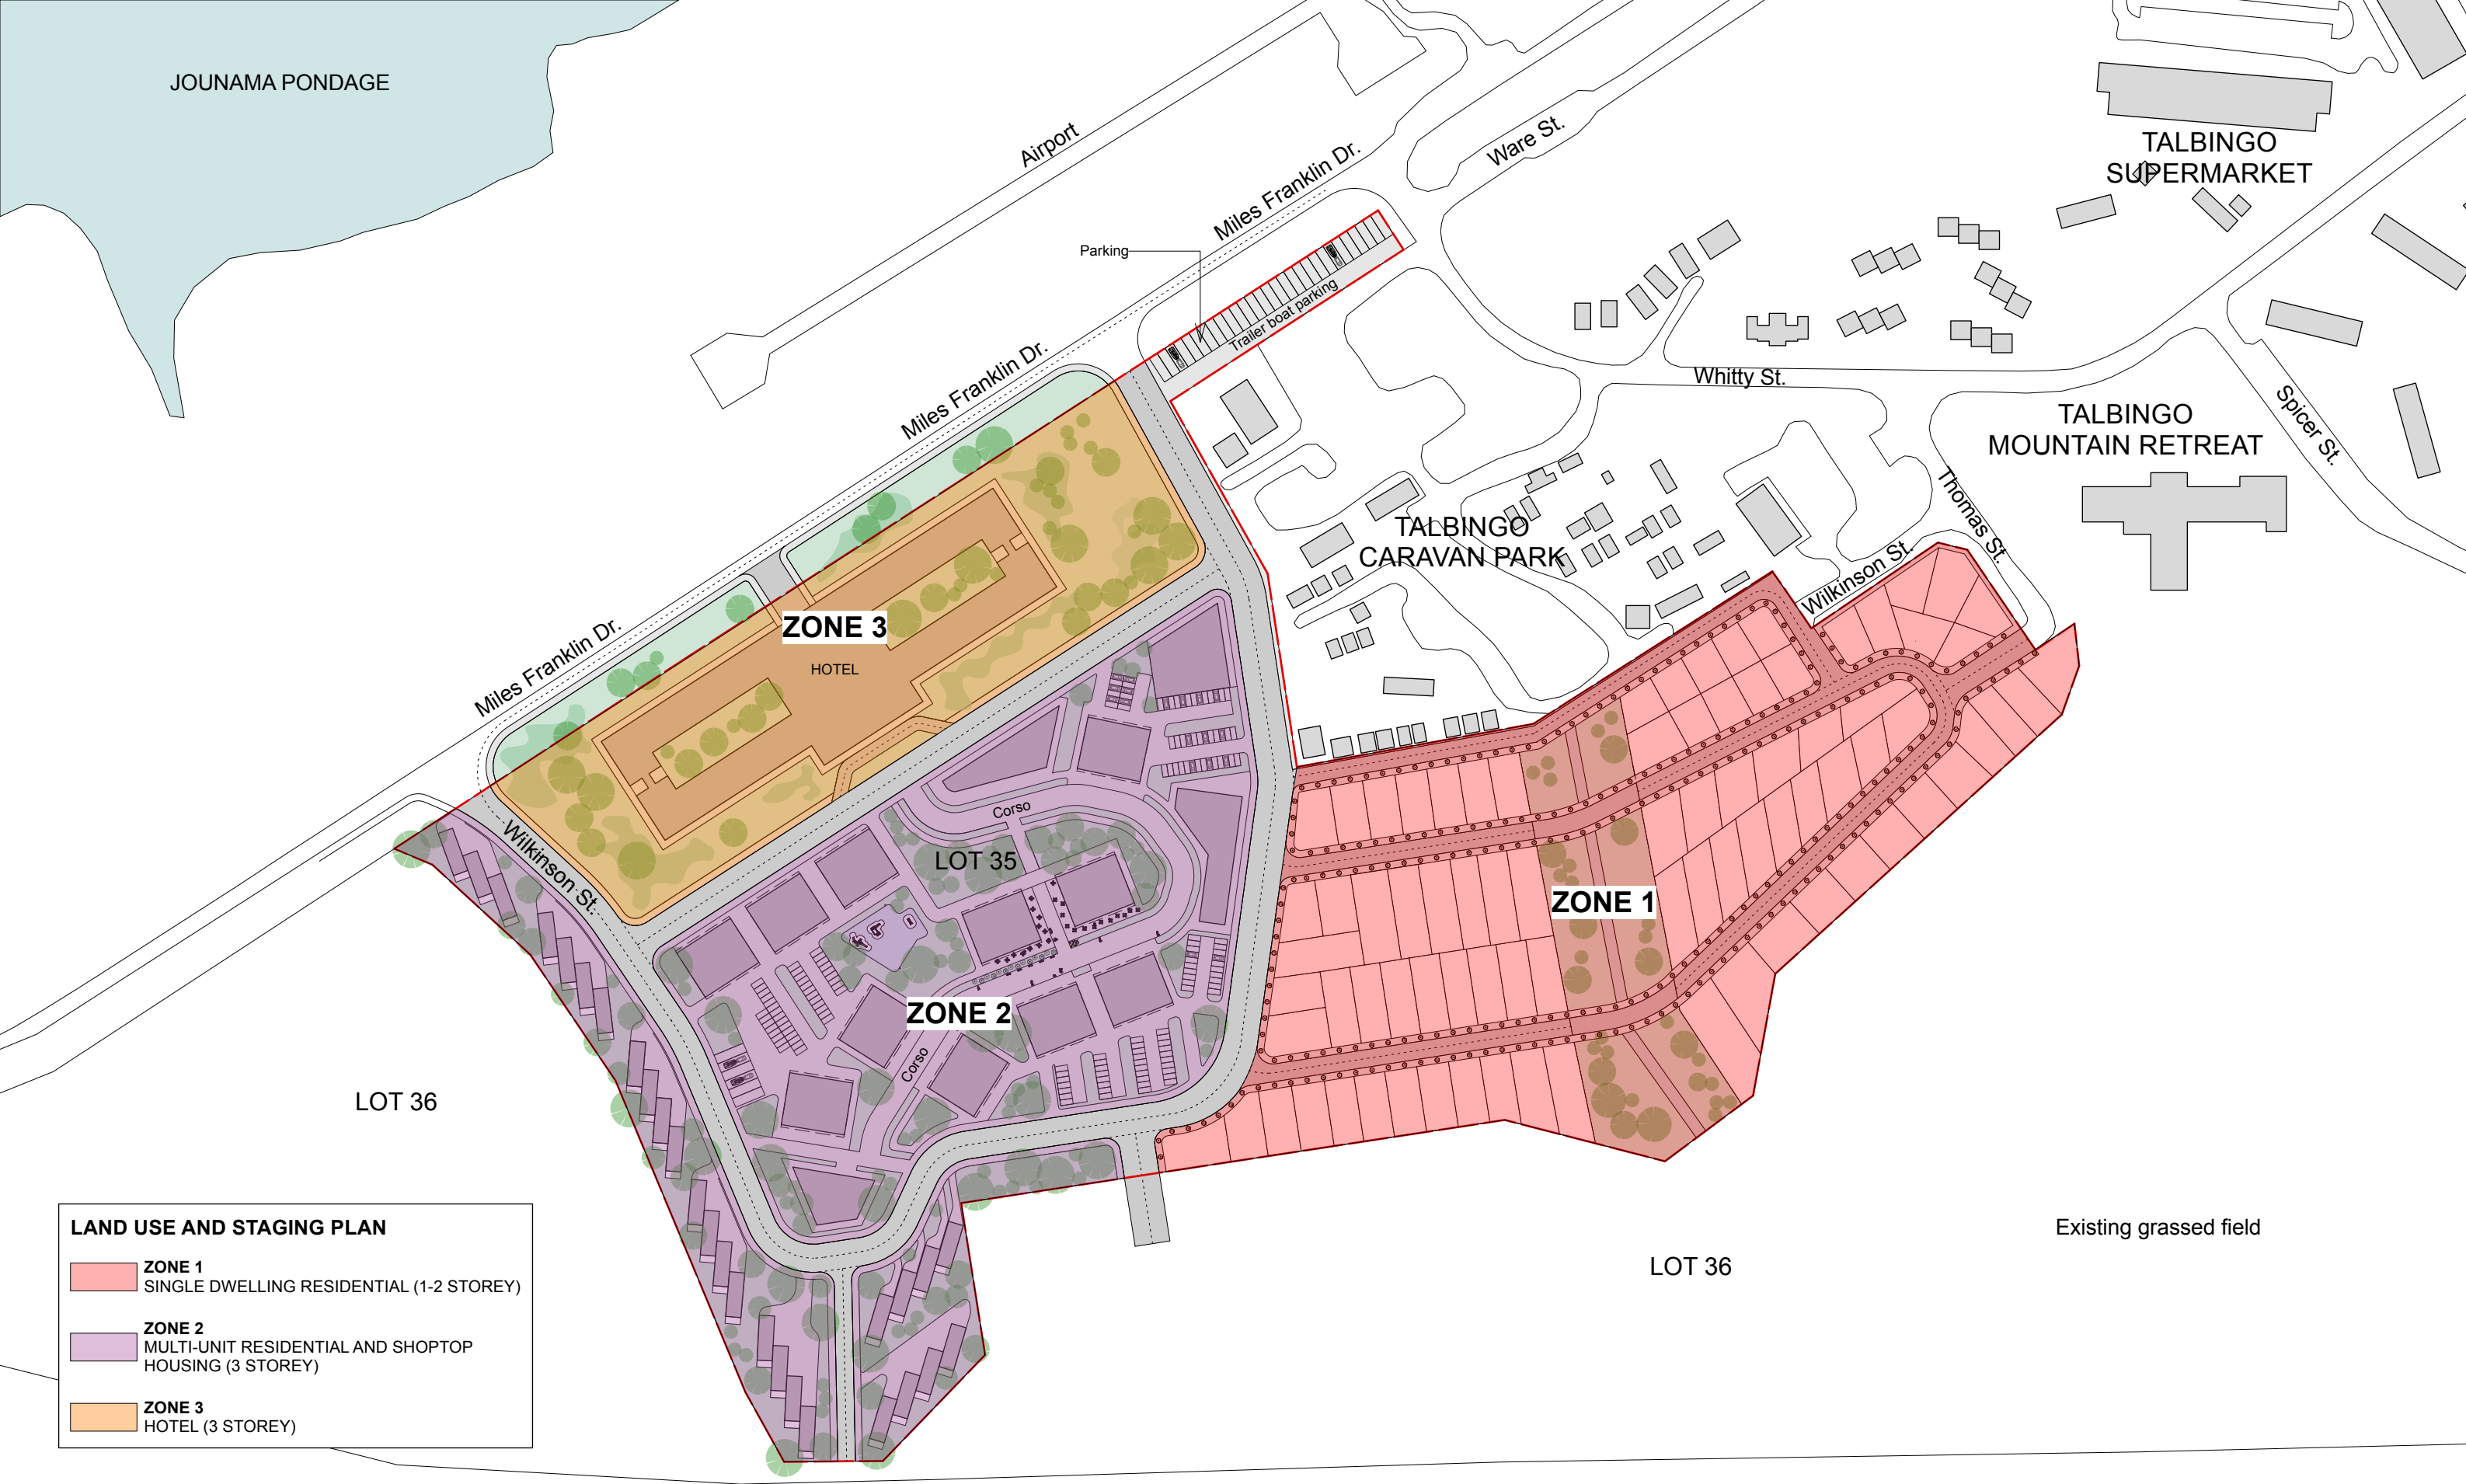 JOUNAMA PONDAGE
Airport
Ware St.
Miles Franklin Dr.
TALBINGO
SUPERMARKET
Parking
Trailer boat parking
Miles Franklin Dr.
Whitty St.
Spicer St.
TALBINGO
MOUNTAIN RETREAT
TALBINGO
CARAVAN PARK
Thomas St.
Wilkinson St.
ZONE 3
HOTEL
Miles Franklin Dr.
Corso
LOT 35
Wilkinson St.
ZONE 1
ZONE 2
Corso
LOT 36
Existing grassed field
LOT 36
LAND USE AND STAGING PLAN
ZONE 1
SINGLE DWELLING RESIDENTIAL (1-2 STOREY)
ZONE 2
MULTI-UNIT RESIDENTIAL AND SHOPTOP
HOUSING (3 STOREY)
ZONE 3
HOTEL (3 STOREY)